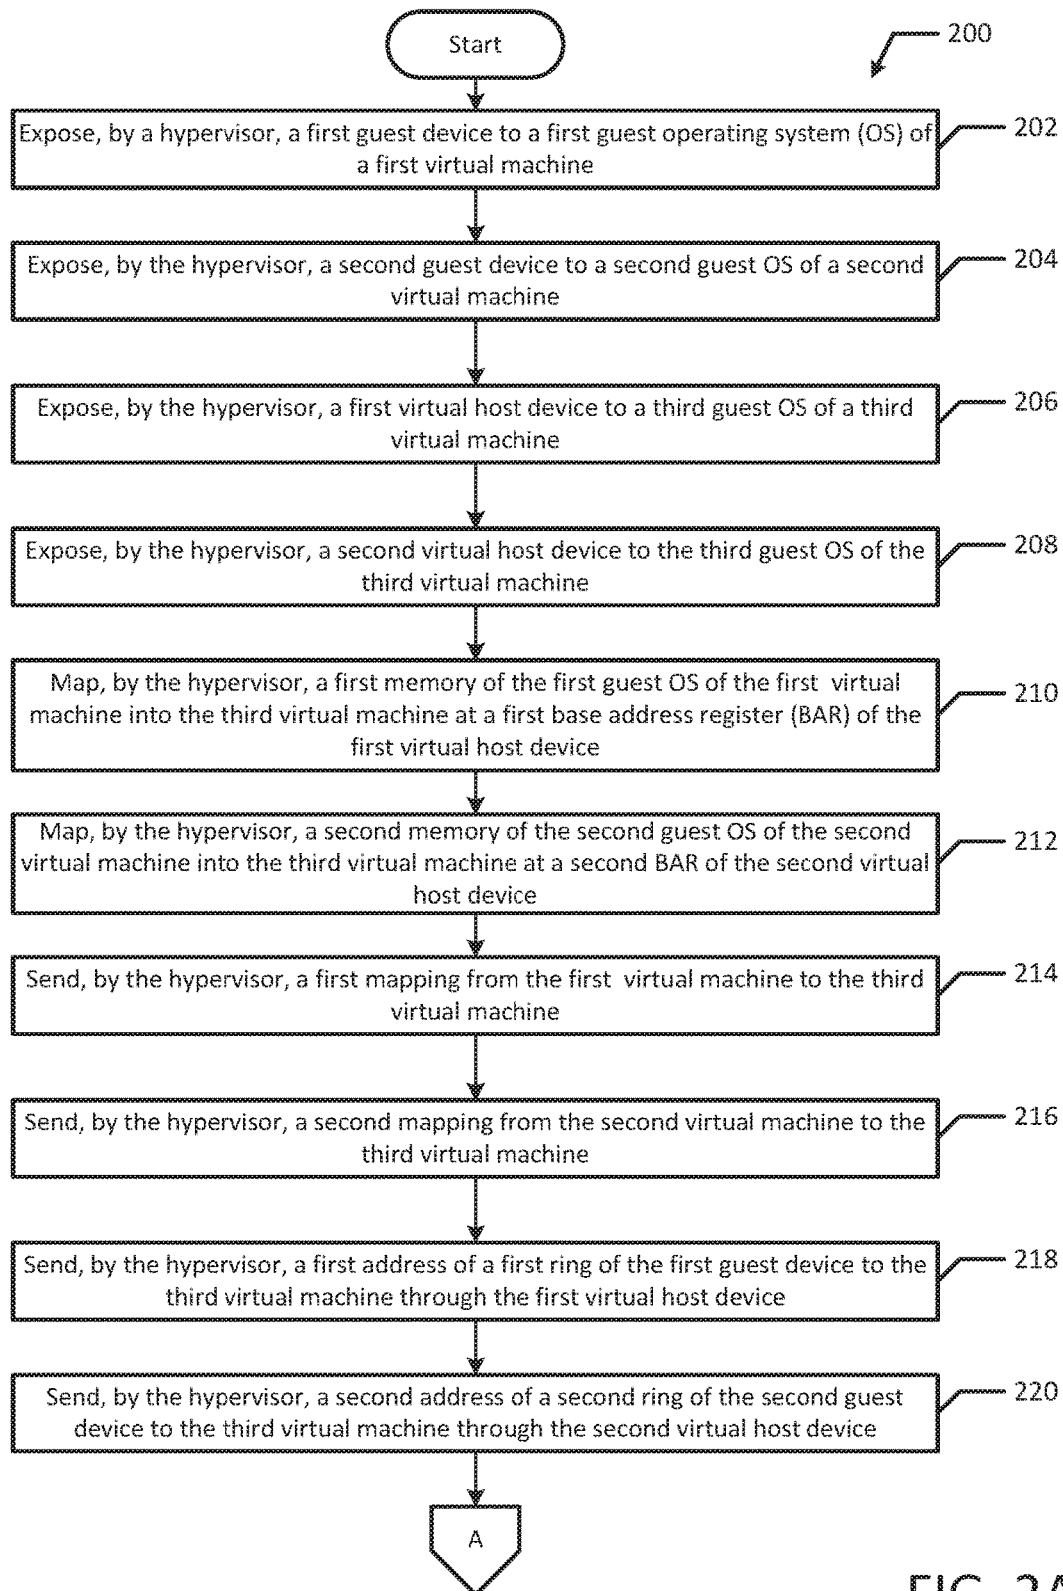 Start
200
Expose, by a hypervisor, a first guest device to a first guest operating system (OS) of
a first virtual machine
202
Expose, by the hypervisor, a second guest device to a second guest OS of a second
virtual machine
204
Expose, by the hypervisor, a first virtual host device to a third guest OS of a third
virtual machine
206
Expose, by the hypervisor, a second virtual host device to the third guest OS of the
third virtual machine
208
Map, by the hypervisor, a first memory of the first guest OS of the first virtual
machine into the third virtual machine at a first base address register (BAR) of the
first virtual host device
210
Map, by the hypervisor, a second memory of the second guest OS of the second
virtual machine into the third virtual machine at a second BAR of the second virtual
host device
212
Send, by the hypervisor, a first mapping from the first virtual machine to the third
virtual machine
214
Send, by the hypervisor, a second mapping from the second virtual machine to the
third virtual machine
216
Send, by the hypervisor, a first address of a first ring of the first guest device to the
third virtual machine through the first virtual host device
218
Send, by the hypervisor, a second address of a second ring of the second guest
device to the third virtual machine through the second virtual host device
220
A
FIG. 2A